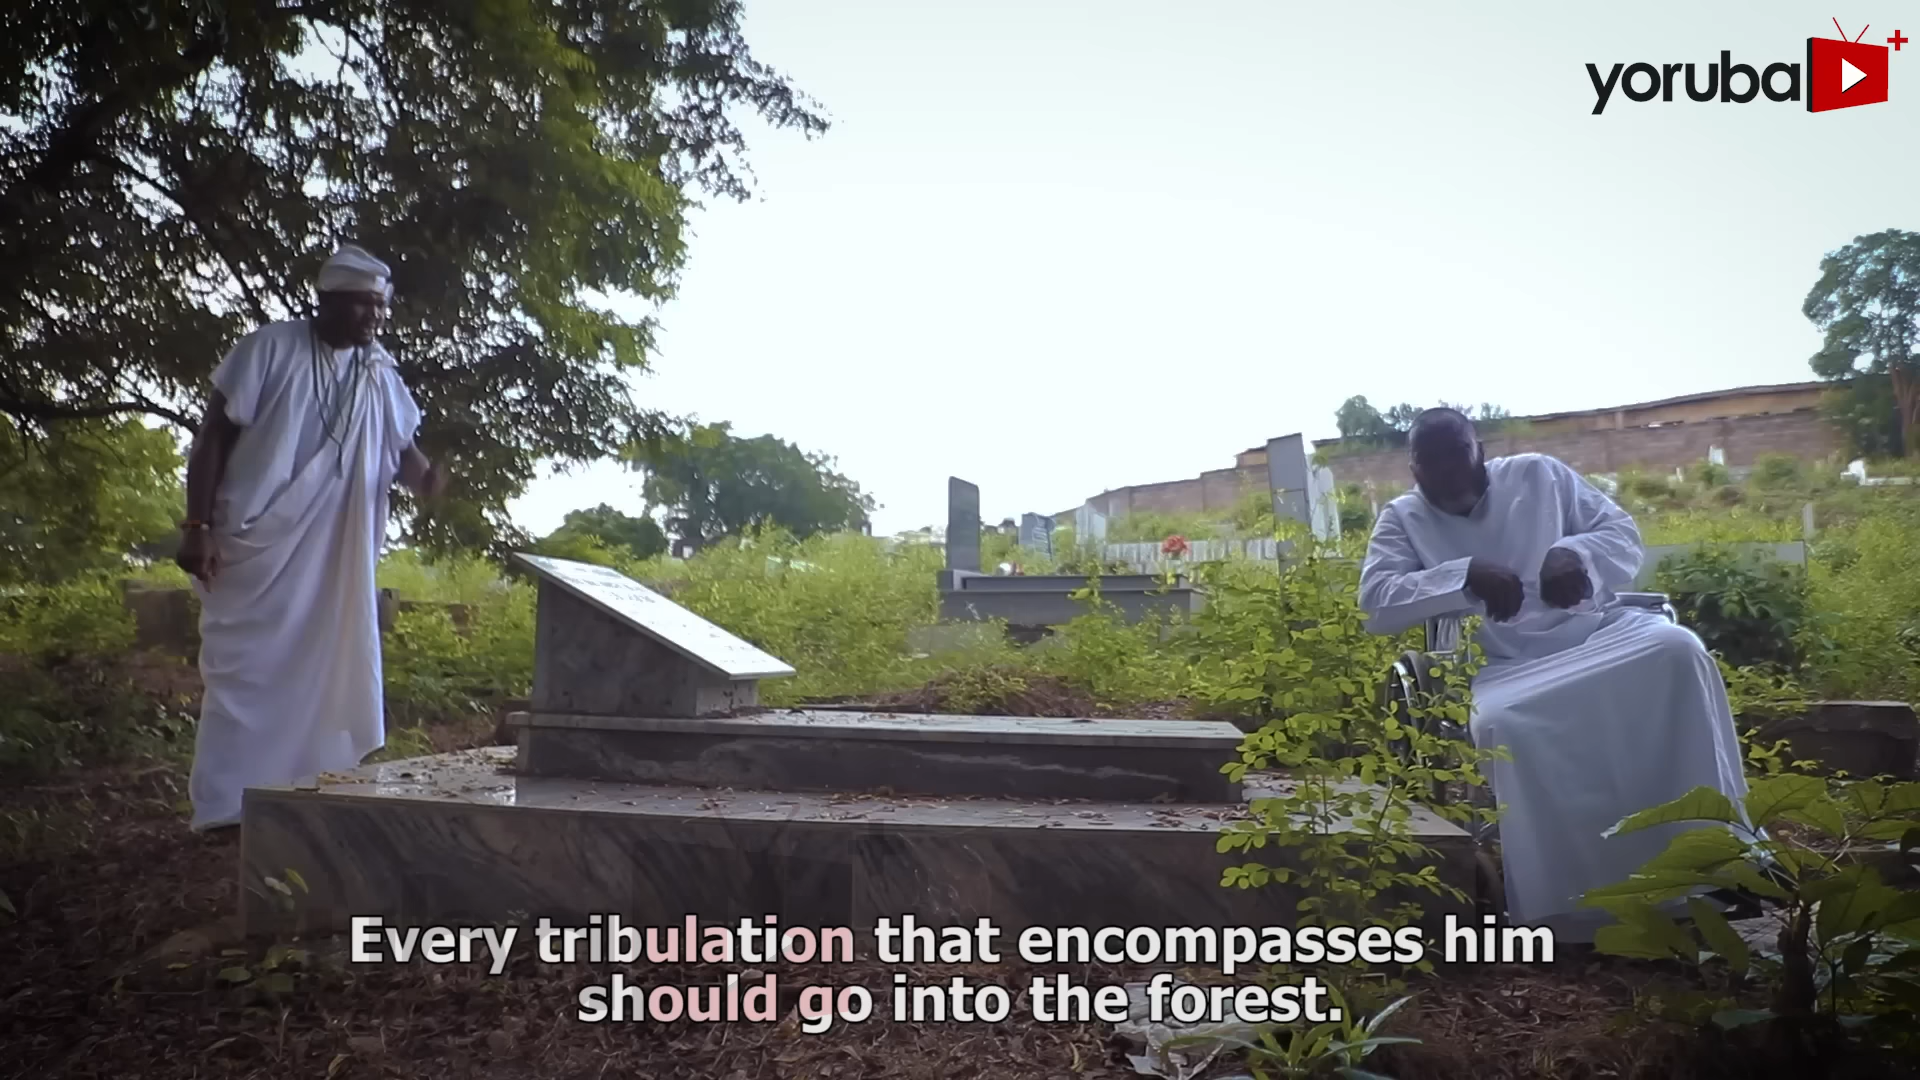 yoruba
+
Every tribulation that encompasses him
should go into the forest.